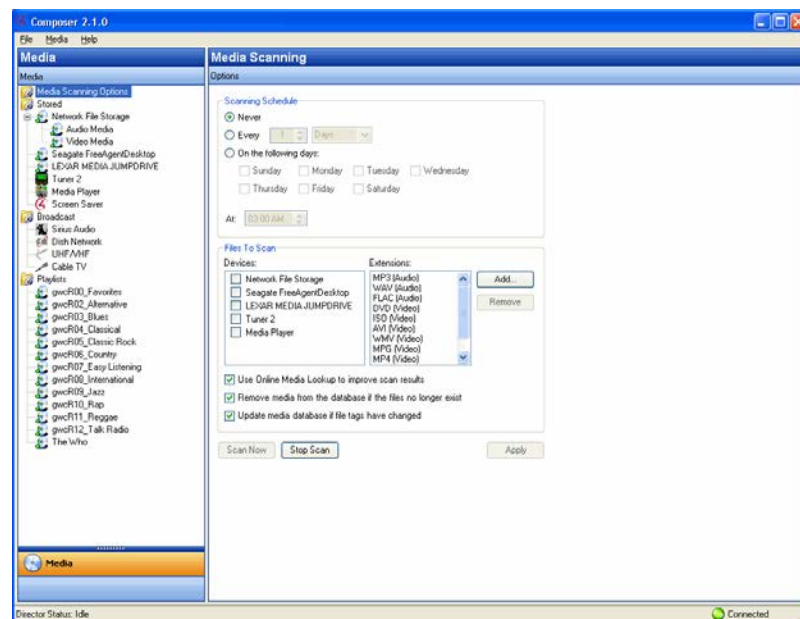 Composer 2.1.0
File Media Help
Media
Media
Media Scanning Options
Stored
Network File Storage
Audio Media
Video Media
Seagate FreeAgentDesktop
LEXAR MEDIA JUMPDRIVE
Tuner 2
Media Player
Screen Saver
Broadcast
Sirius Audio
Dish Network
UHF/VHF
Cable TV
Playlists
gwcR00_Favorites
gwcR02_Alternative
gwcR03_Blues
gwcR04_Classical
gwcR05_Classic Rock
gwcR06_Country
gwcR07_Easy Listening
gwcR08_International
gwcR09_Jazz
gwcR10_Rap
gwcR11_Reggae
gwcR12_Talk Radio
The Who
Media
Media Scanning
Options
Scanning Schedule
Never
Every 1 Days
On the following days:
Sunday Monday Tuesday Wednesday
Thursday Friday Saturday
At: 03:00 AM
Files To Scan
Devices:
Network File Storage
Seagate FreeAgentDesktop
LEXAR MEDIA JUMPDRIVE
Tuner 2
Media Player
Extensions:
MP3 (Audio)
WAV (Audio)
FLAC (Audio)
DVD (Video)
ISO (Video)
AVI (Video)
WMV (Video)
MPG (Video)
MP4 (Video)
Add...
Remove
Use Online Media Lookup to improve scan results
Remove media from the database if the files no longer exist
Update media database if file tags have changed
Scan Now Stop Scan Apply
Director Status: Idle Connected